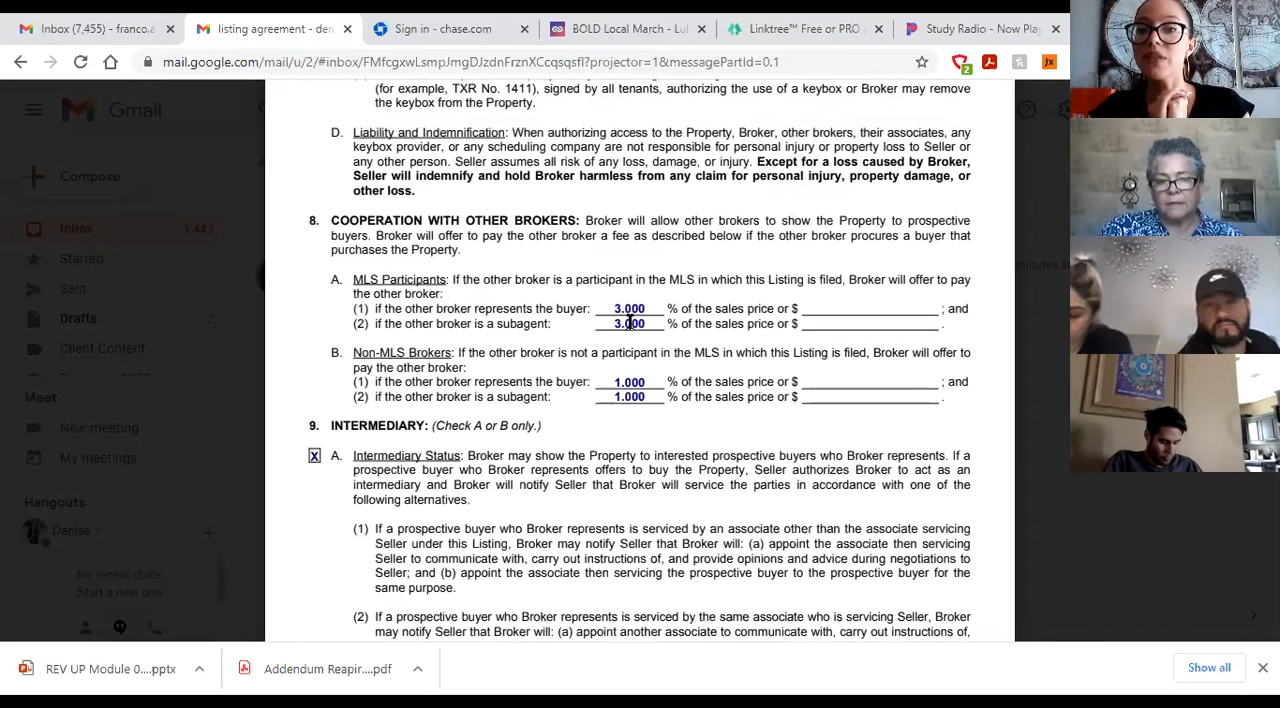 Inbox (7,455) - franco.a
listing agreement - den
Sign in - chase.com
BOLD Local March - Lul
Linktree™ Free or PRO
Study Radio - Now Play
mail.google.com/mail/u/2/#inbox/FMfcgxwLsmpJrngDJzdnFrznXCcqsqsfl?projector=1&messagePartId=0.1
2
Jx
Gmail
Compose
Inbox 1,443
Starred
Sent
Drafts
Client Comment
Meet
New meeting
My meetings
Hangouts
Denise
No recent chats
Start a new one
(for example, TXR No. 1411), signed by all tenants, authorizing the use of a keybox or Broker may remove
the keybox from the Property.
D. Liability and Indemnification: When authorizing access to the Property, Broker, other brokers, their associates, any
keybox provider, or any scheduling company are not responsible for personal injury or property loss to Seller or
any other person. Seller assumes all risk of any loss, damage, or injury. Except for a loss caused by Broker,
Seller will indemnify and hold Broker harmless from any claim for personal injury, property damage, or
other loss.
8. COOPERATION WITH OTHER BROKERS: Broker will allow other brokers to show the Property to prospective
buyers. Broker will offer to pay the other broker a fee as described below if the other broker procures a buyer that
purchases the Property.
A. MLS Participants: If the other broker is a participant in the MLS in which this Listing is filed, Broker will offer to pay
the other broker:
(1) if the other broker represents the buyer: 3.000 % of the sales price or $ ; and
(2) if the other broker is a subagent: 3.000 % of the sales price or $ .
B. Non-MLS Brokers: If the other broker is not a participant in the MLS in which this Listing is filed, Broker will offer to
pay the other broker:
(1) if the other broker represents the buyer: 1.000 % of the sales price or $ ; and
(2) if the other broker is a subagent: 1.000 % of the sales price or $ .
9. INTERMEDIARY: (Check A or B only.)
X A. Intermediary Status: Broker may show the Property to interested prospective buyers who Broker represents. If a
prospective buyer who Broker represents offers to buy the Property, Seller authorizes Broker to act as an
intermediary and Broker will notify Seller that Broker will service the parties in accordance with one of the
following alternatives.
(1) If a prospective buyer who Broker represents is serviced by an associate other than the associate servicing
Seller under this Listing, Broker may notify Seller that Broker will: (a) appoint the associate then servicing
Seller to communicate with, carry out instructions of, and provide opinions and advice during negotiations to
Seller; and (b) appoint the associate then servicing the prospective buyer to the prospective buyer for the
same purpose.
(2) If a prospective buyer who Broker represents is serviced by the same associate who is servicing Seller, Broker
may notify Seller that Broker will: (a) appoint another associate to communicate with, carry out instructions of,
REV UP Module 0....pptx
Addendum Reapir....pdf
Show all